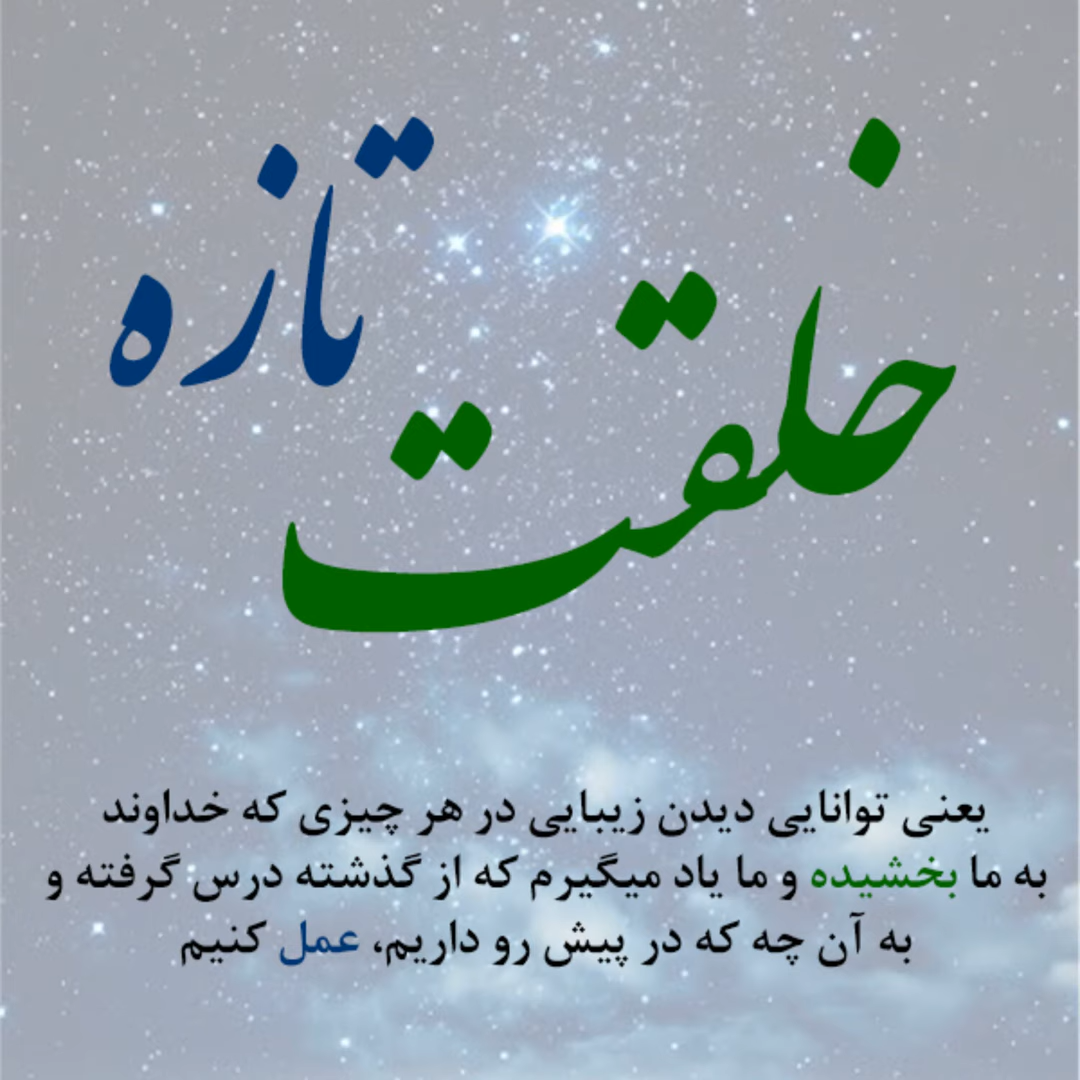 خلقت تازه
یعنی توانایی دیدن زیبایی در هر چیزی که خداوند
به ما بخشیده و ما یاد میگیرم که از گذشته درس گرفته و
به آن چه که در پیش رو داریم، عمل کنیم